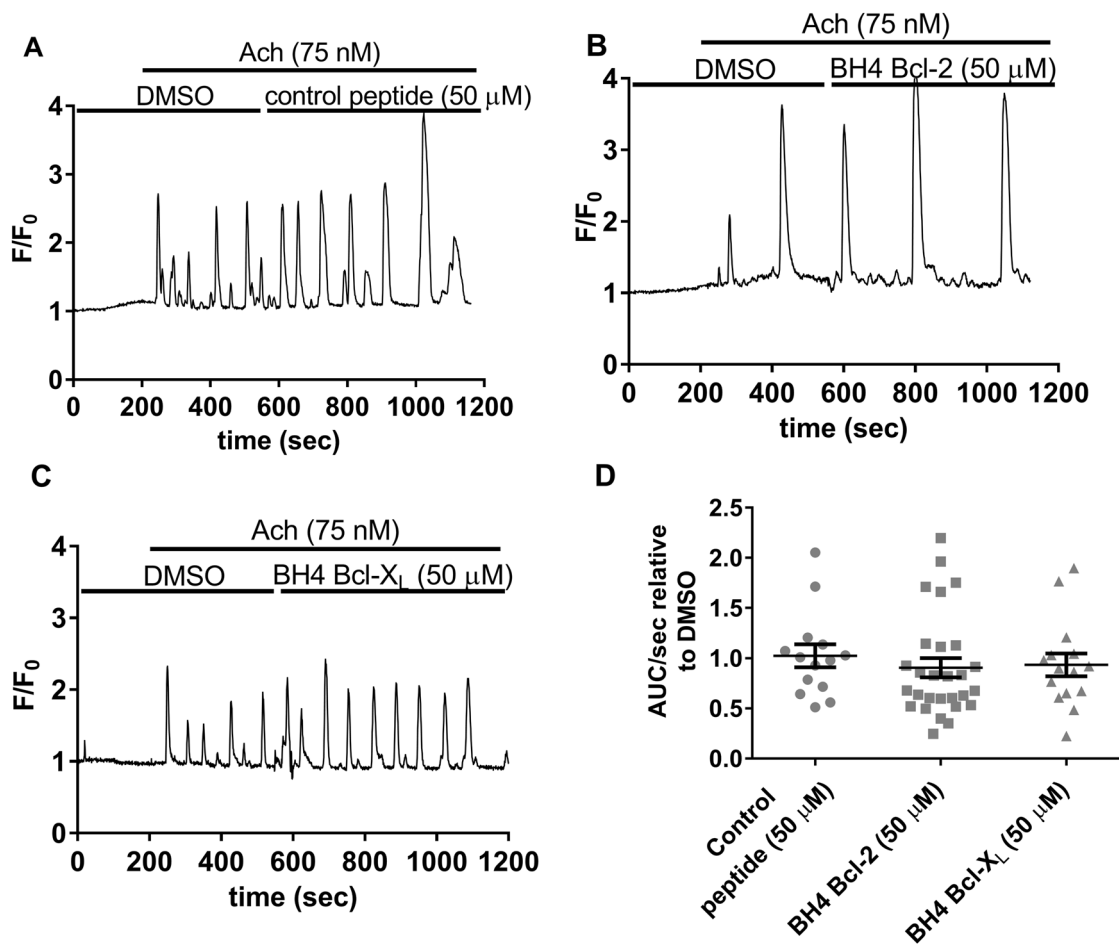 A
Ach (75 nM)
DMSO
control peptide (50 μM)
4
3
2
1
0
F/F0
0 200 400 600 800 1000 1200
time (sec)
B
Ach (75 nM)
DMSO
BH4 Bcl-2 (50 μM)
4
3
2
1
0
F/F0
0 200 400 600 800 1000 1200
time (sec)
C
Ach (75 nM)
DMSO
BH4 Bcl-XL (50 μM)
4
3
2
1
0
F/F0
0 200 400 600 800 1000 1200
time (sec)
D
2.5
2.0
1.5
1.0
0.5
0.0
AUC/sec relative
to DMSO
Control
peptide (50 μM)
BH4 Bcl-2 (50 μM)
BH4 Bcl-XL (50 μM)